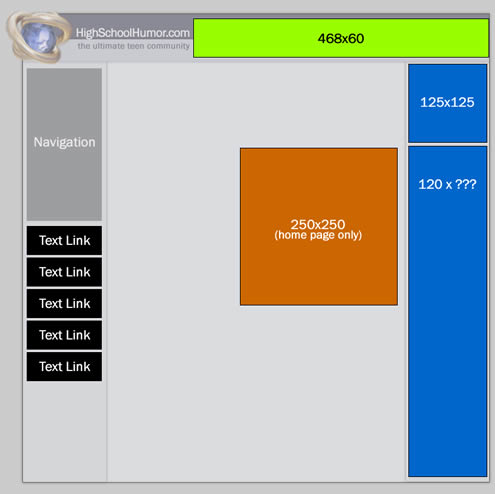 HighSchoolHumor.com
the ultimate teen community
468x60
125x125
Navigation
120 x ???
250x250
(home page only)
Text Link
Text Link
Text Link
Text Link
Text Link